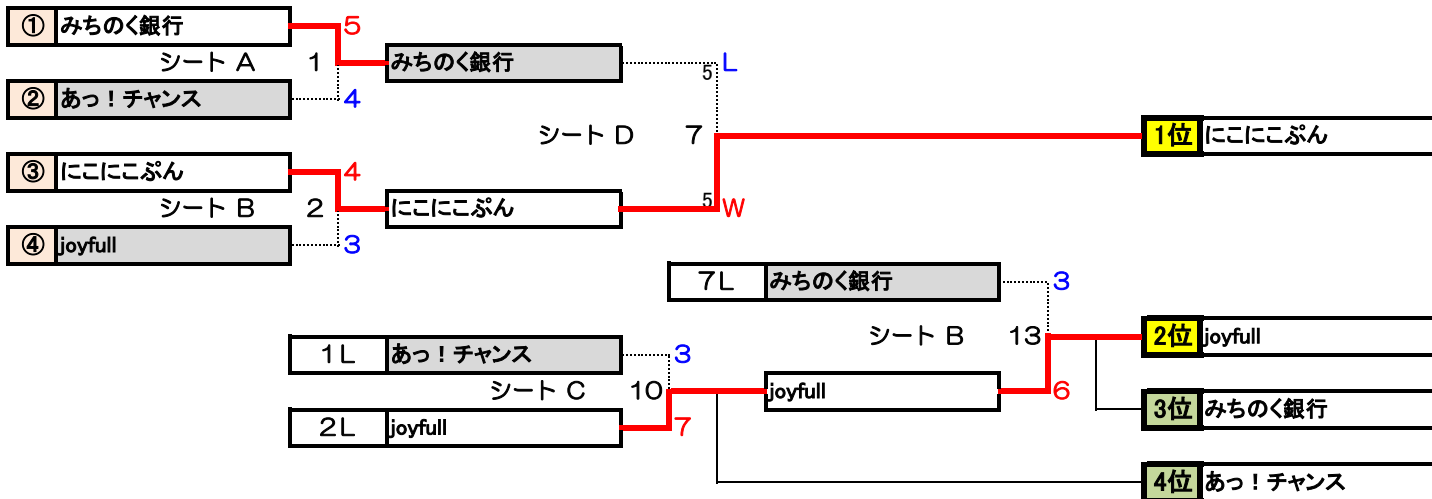 ① みちのく銀行 5
シート A 1 みちのく銀行 5 L
② あっ！チャンス 4
シート D 7 1位 にこにこぷん
③ にこにこぷん 4
シート B 2 にこにこぷん 5 W
④ joyfull 3
7L みちのく銀行 3
シート B 13 2位 joyfull
1L あっ！チャンス 3
シート C 10 joyfull 6
3位 みちのく銀行
2L joyfull 7
4位 あっ！チャンス